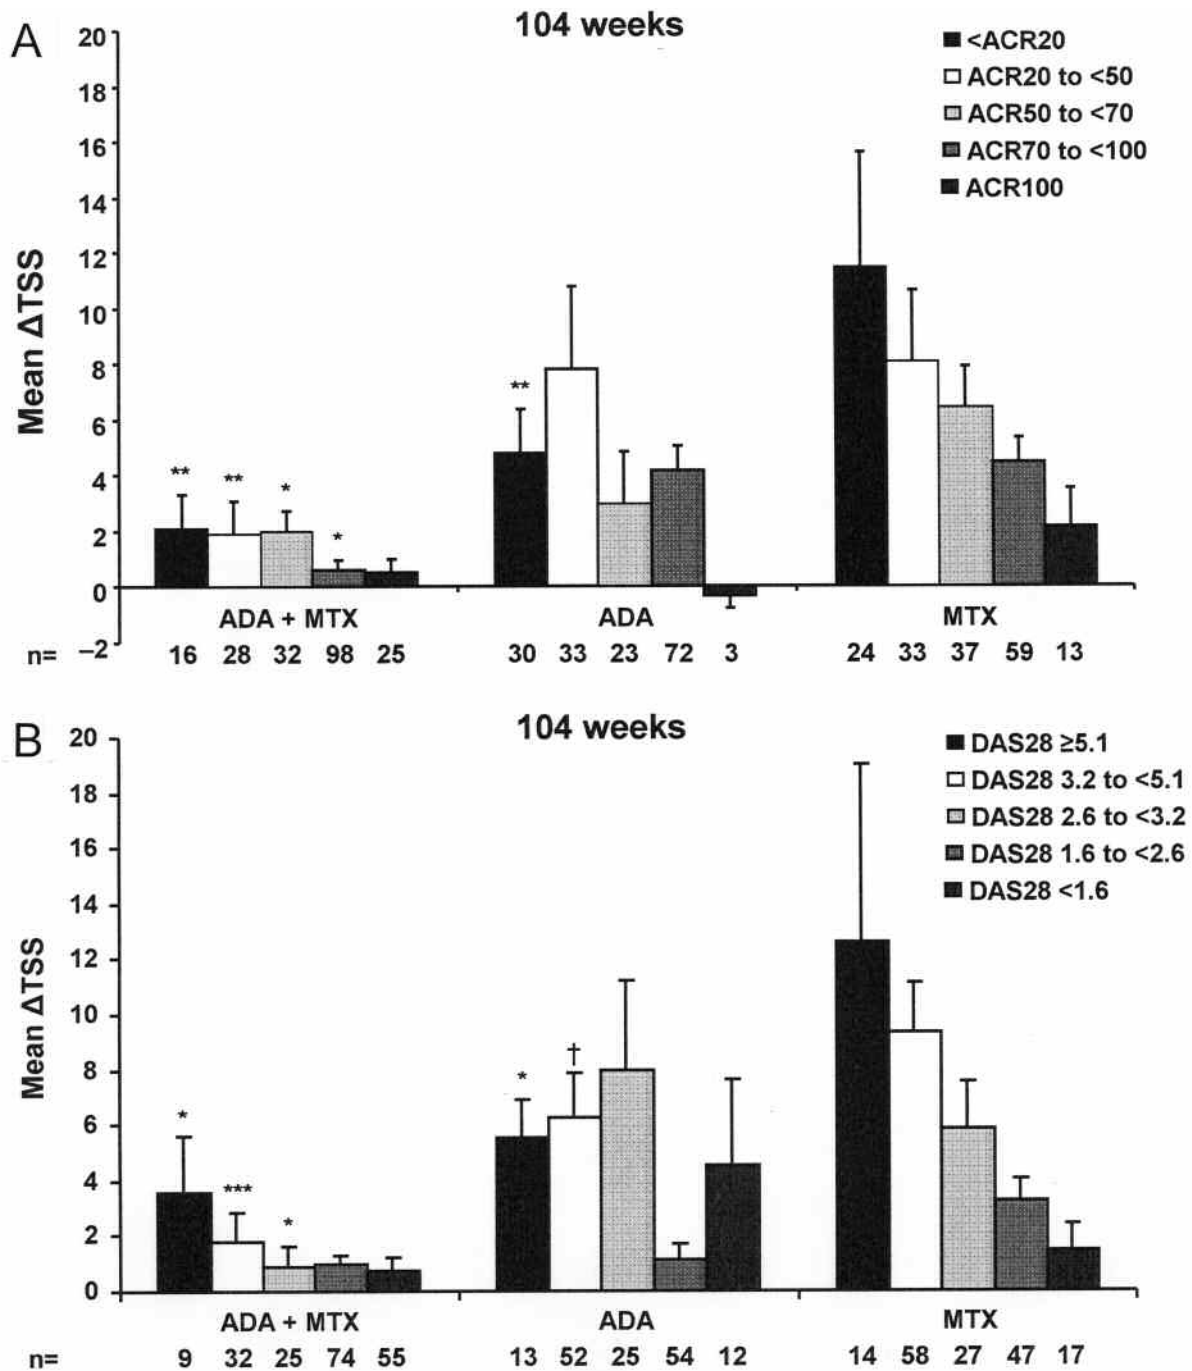 A
104 weeks
20
18
16
14
12
10
8
6
4
2
0
–2
Mean ΔTSS
<ACR20
ACR20 to <50
ACR50 to <70
ACR70 to <100
ACR100
** ** * *
**
ADA + MTX ADA MTX
n= 16 28 32 98 25 30 33 23 72 3 24 33 37 59 13
B
104 weeks
20
18
16
14
12
10
8
6
4
2
0
Mean ΔTSS
DAS28 ≥5.1
DAS28 3.2 to <5.1
DAS28 2.6 to <3.2
DAS28 1.6 to <2.6
DAS28 <1.6
* *** *
* †
ADA + MTX ADA MTX
n= 9 32 25 74 55 13 52 25 54 12 14 58 27 47 17